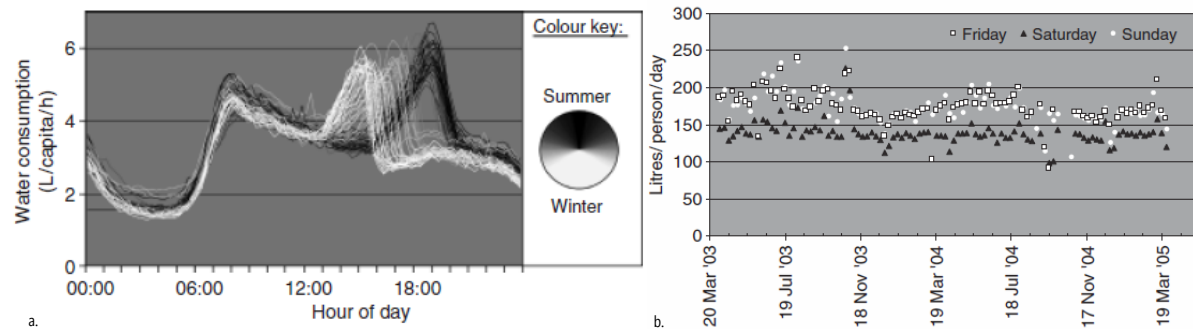 Water consumption
(L/capita/h)
6
4
2
0
00:00 06:00 12:00 18:00
Hour of day
Colour key:
Summer
Winter
a.
Litres/person/day
300
250
200
150
100
50
0
Friday Saturday Sunday
20 Mar '03
19 Jul '03
18 Nov '03
19 Mar '04
18 Jul '04
17 Nov '04
19 Mar '05
b.